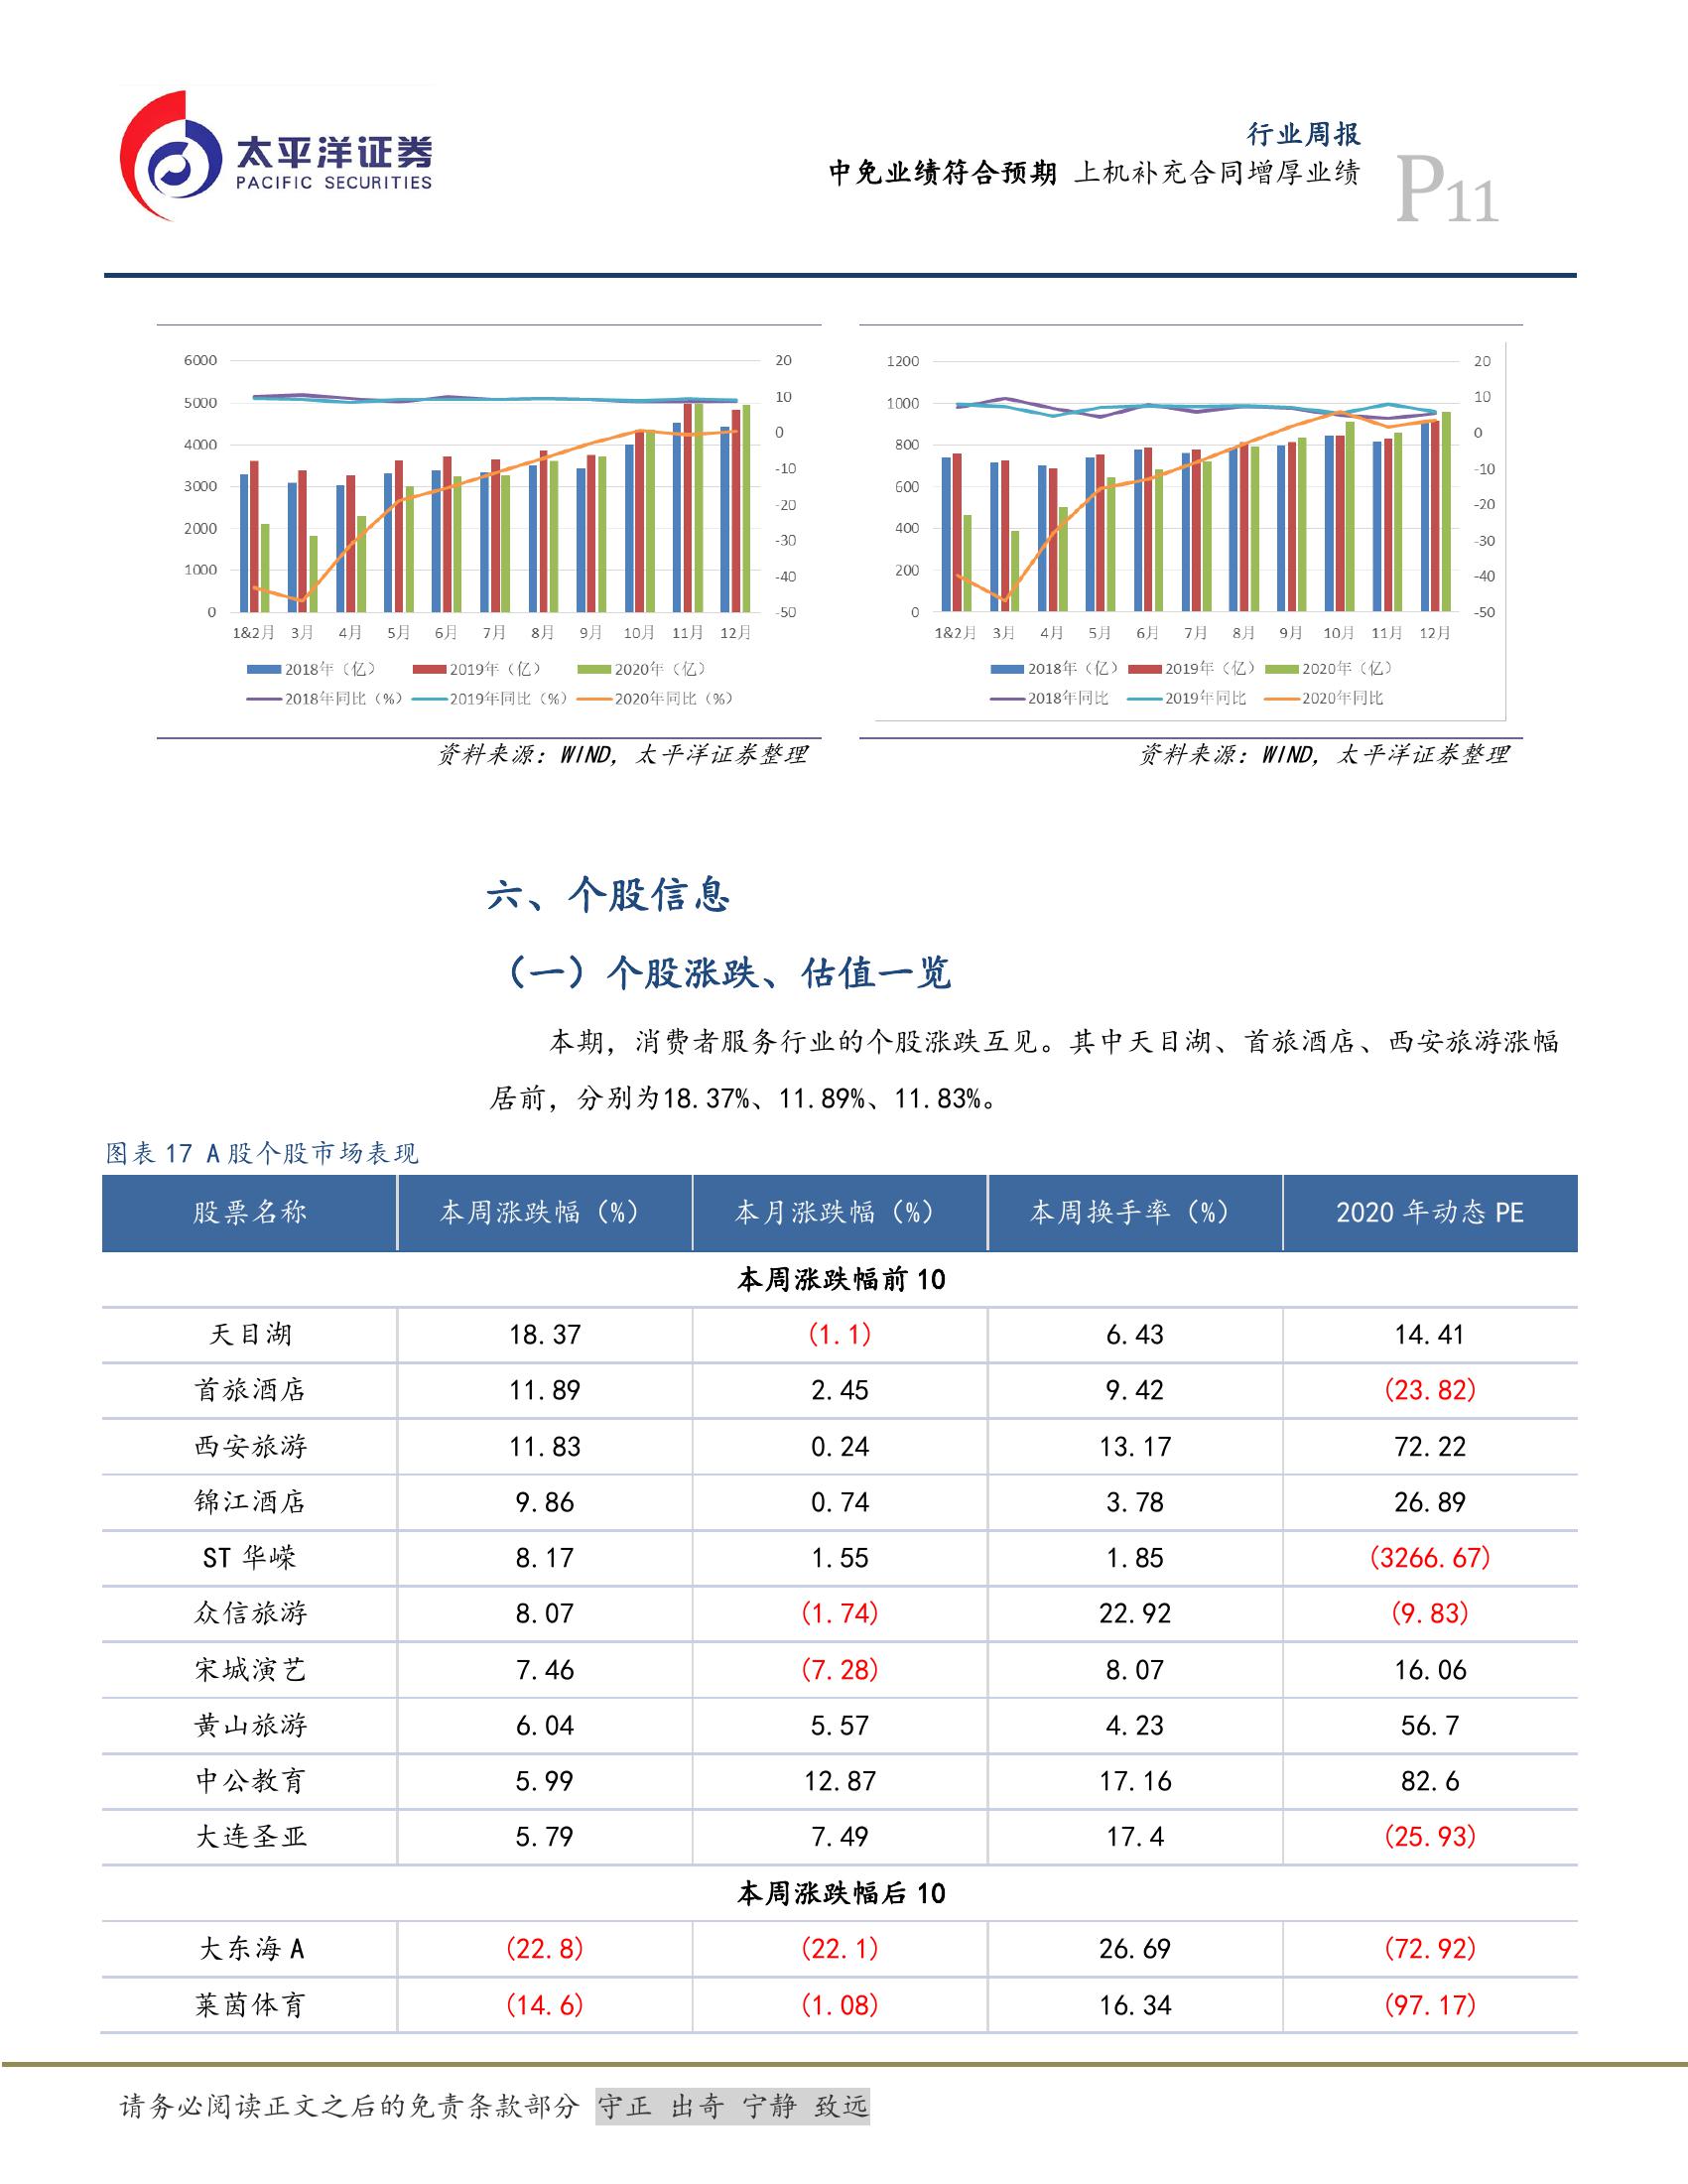 太平洋证券
PACIFIC SECURITIES
行业周报
中免业绩符合预期 上机补充合同增厚业绩
P11
6000 20
5000 10
4000 0
3000 -10
2000 -20
1000 -30
0 -40
-50
1&2月 3月 4月 5月 6月 7月 8月 9月 10月 11月 12月
2018年（亿） 2019年（亿） 2020年（亿）
2018年同比（%） 2019年同比（%） 2020年同比（%）
资料来源：WIND，太平洋证券整理
1200 20
1000 10
800 0
600 -10
400 -20
200 -30
0 -40
-50
1&2月 3月 4月 5月 6月 7月 8月 9月 10月 11月 12月
2018年（亿） 2019年（亿） 2020年（亿）
2018年同比 2019年同比 2020年同比
资料来源：WIND，太平洋证券整理
六、个股信息
（一）个股涨跌、估值一览
本期，消费者服务行业的个股涨跌互见。其中天目湖、首旅酒店、西安旅游涨幅
居前，分别为18.37%、11.89%、11.83%。
图表 17 A 股个股市场表现
股票名称 本周涨跌幅（%） 本月涨跌幅（%） 本周换手率（%） 2020 年动态 PE
本周涨跌幅前 10
天目湖 18.37 (1.1) 6.43 14.41
首旅酒店 11.89 2.45 9.42 (23.82)
西安旅游 11.83 0.24 13.17 72.22
锦江酒店 9.86 0.74 3.78 26.89
ST 华嵘 8.17 1.55 1.85 (3266.67)
众信旅游 8.07 (1.74) 22.92 (9.83)
宋城演艺 7.46 (7.28) 8.07 16.06
黄山旅游 6.04 5.57 4.23 56.7
中公教育 5.99 12.87 17.16 82.6
大连圣亚 5.79 7.49 17.4 (25.93)
本周涨跌幅后 10
大东海 A (22.8) (22.1) 26.69 (72.92)
莱茵体育 (14.6) (1.08) 16.34 (97.17)
请务必阅读正文之后的免责条款部分 守正 出奇 宁静 致远